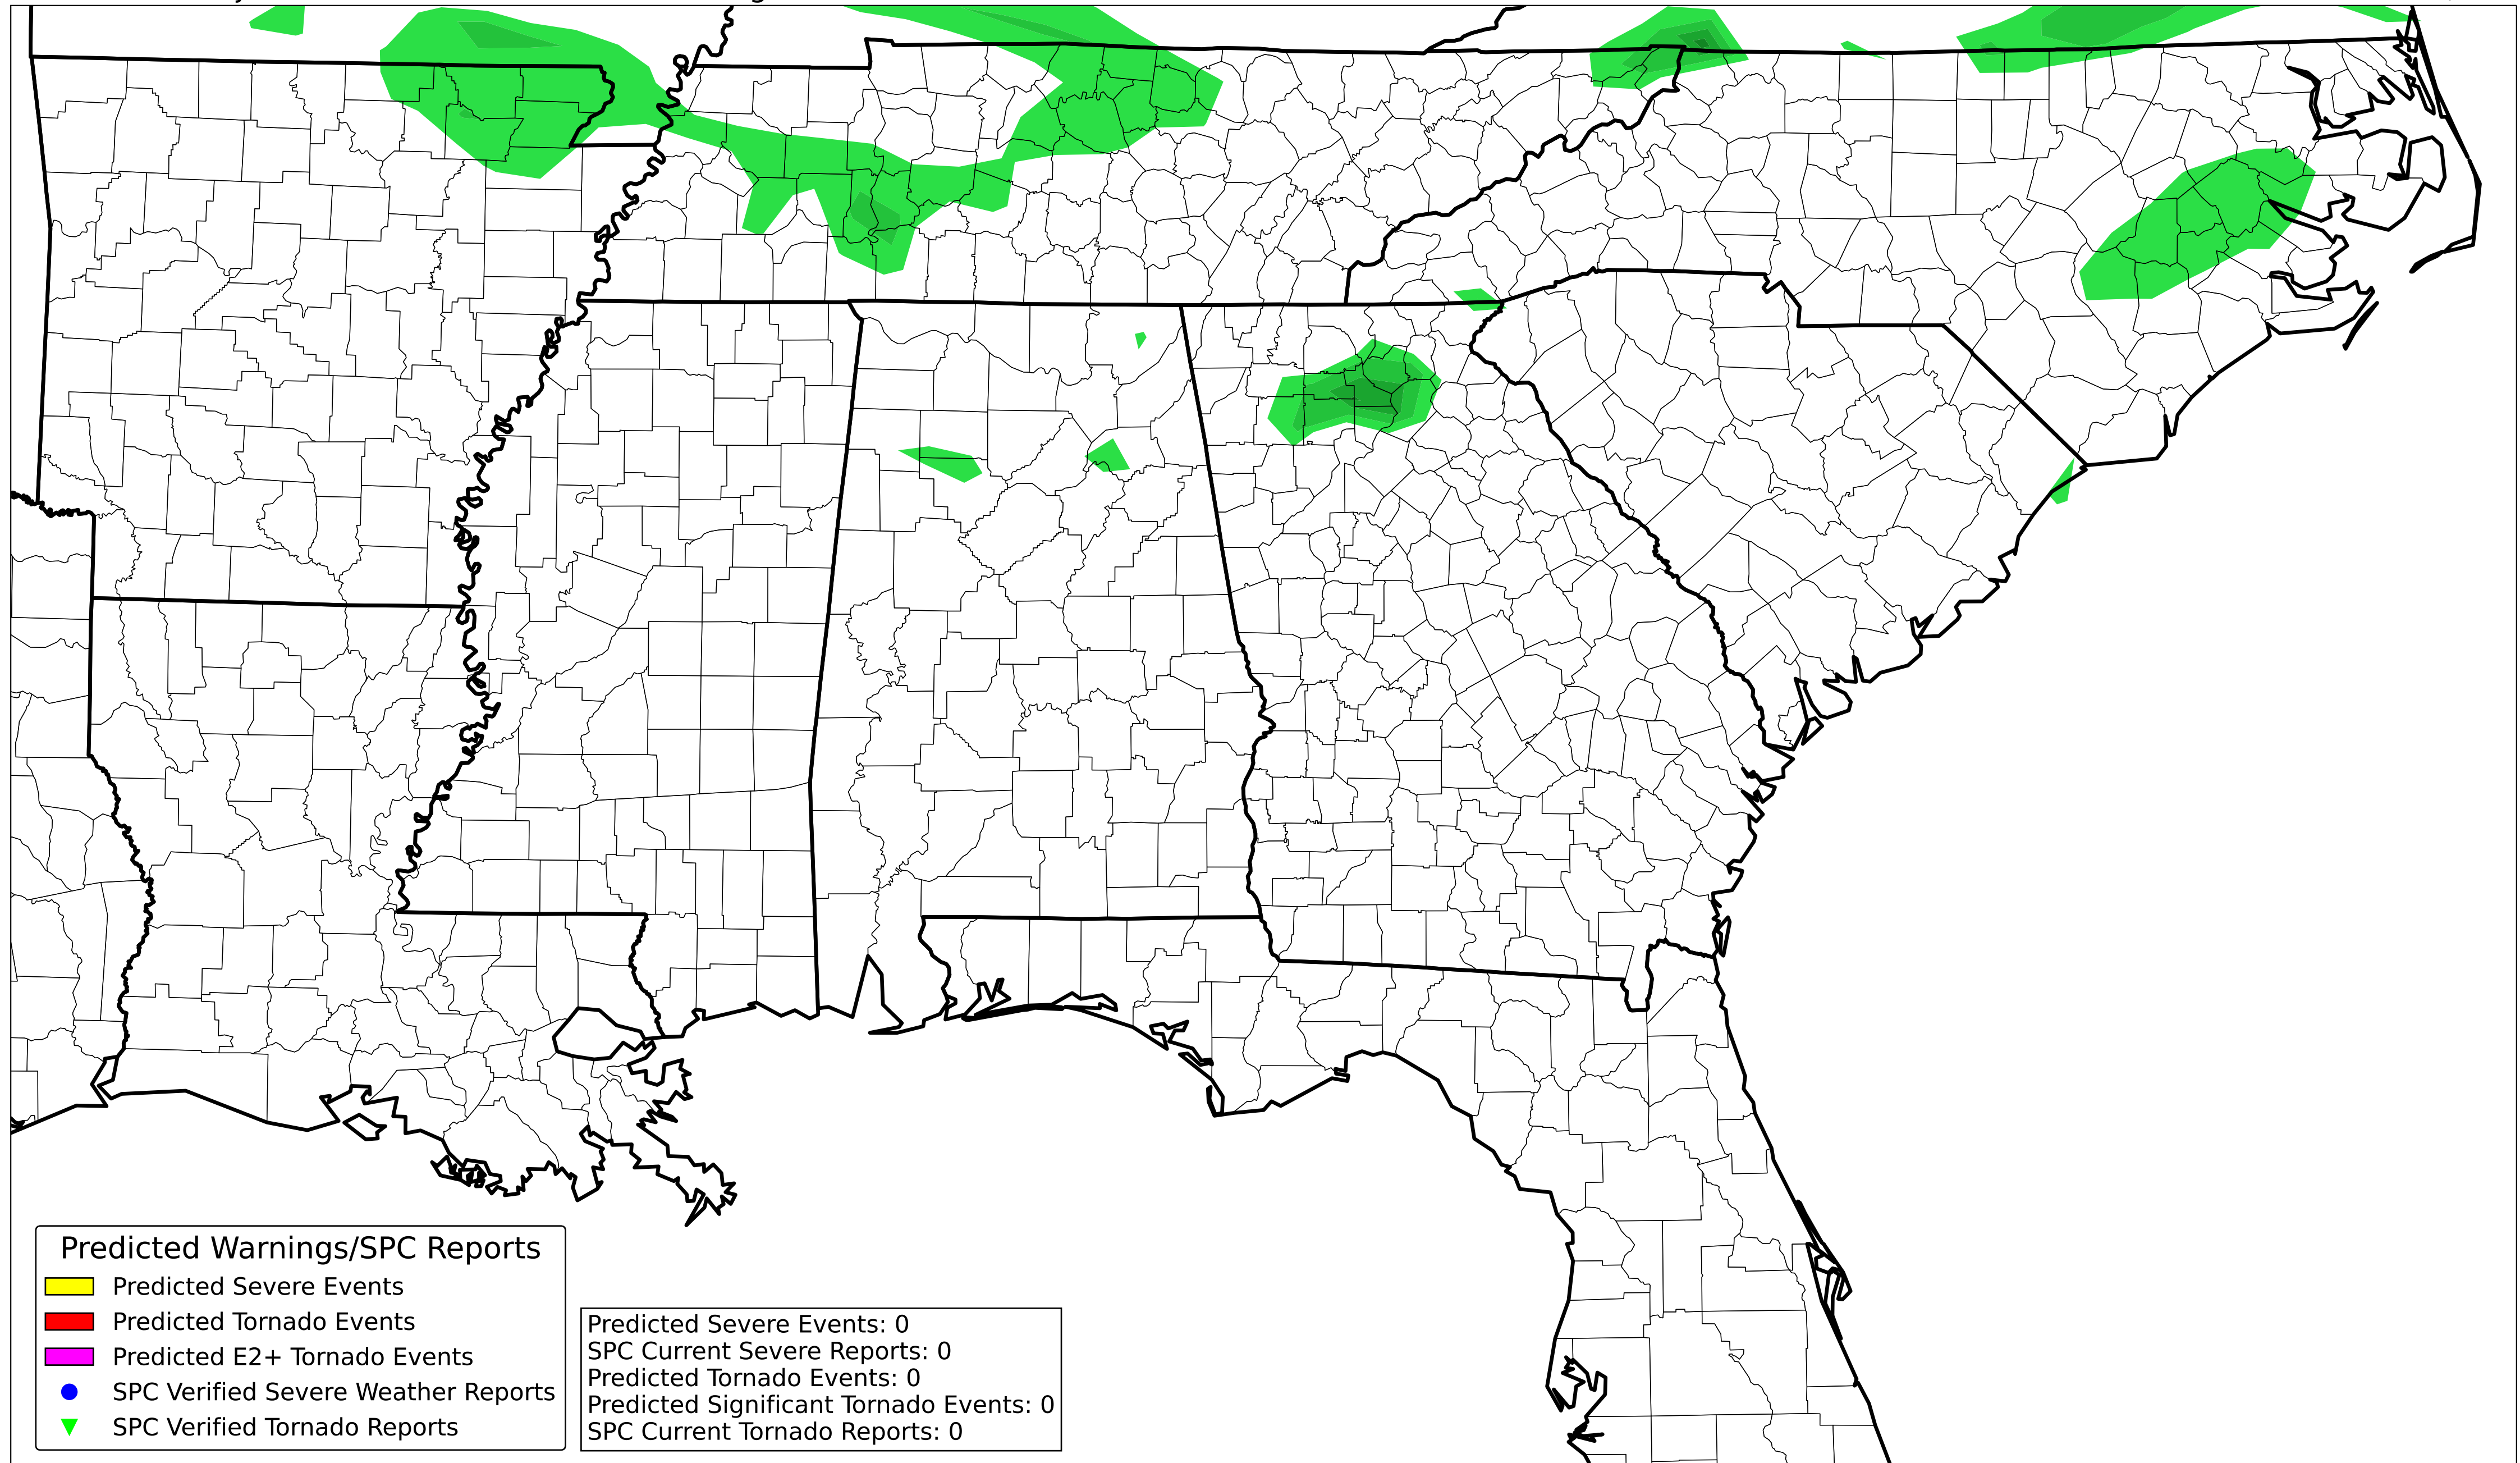 Predicted Warnings/SPC Reports
Predicted Severe Events
Predicted Tornado Events
Predicted E2+ Tornado Events
SPC Verified Severe Weather Reports
SPC Verified Tornado Reports
Predicted Severe Events: 0
SPC Current Severe Reports: 0
Predicted Tornado Events: 0
Predicted Significant Tornado Events: 0
SPC Current Tornado Reports: 0